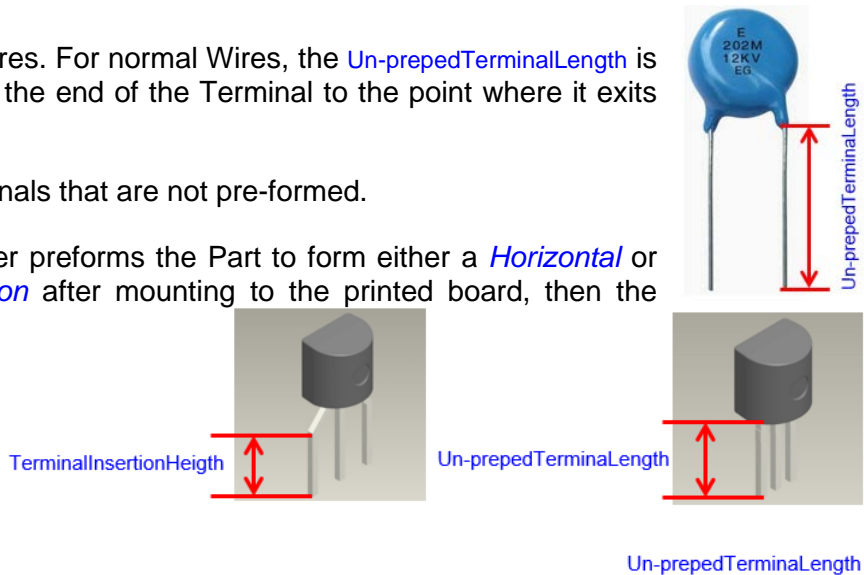 res. For normal Wires, the Un-prepedTerminalLength is
the end of the Terminal to the point where it exits
nals that are not pre-formed.
er preforms the Part to form either a Horizontal or
on after mounting to the printed board, then the
E
202M
12KV
EG
Un-prepedTerminaLength
TerminalInsertionHeigth
Un-prepedTerminaLength
Un-prepedTerminaLength